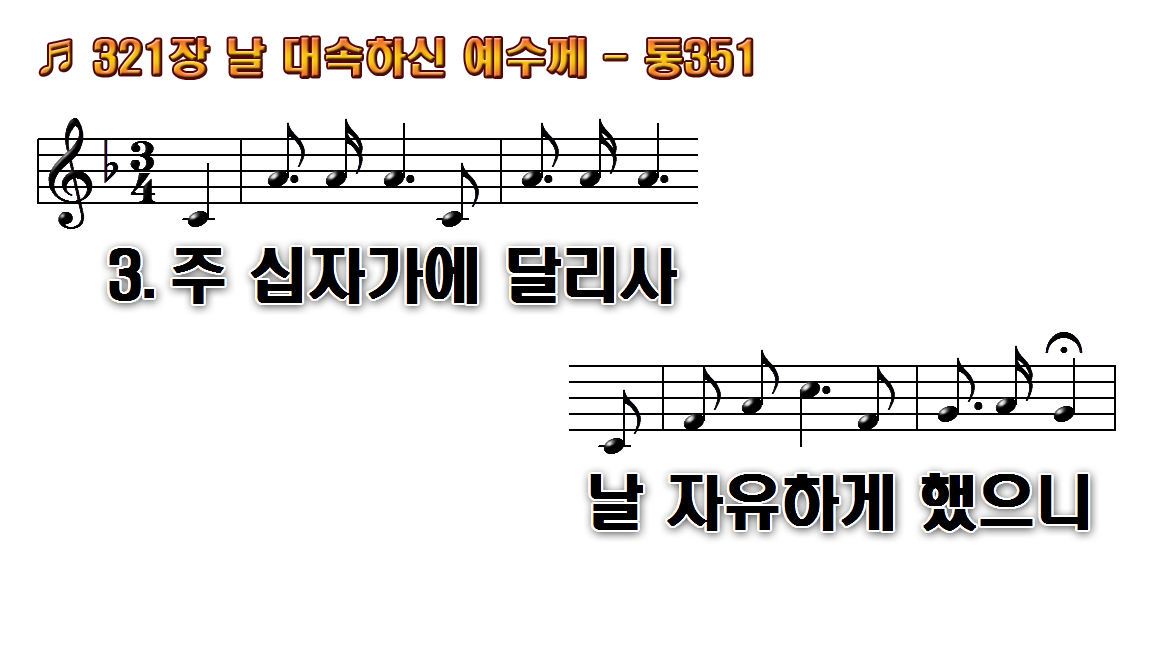 ♬ 321장 날 대속하신 예수께 - 통351
3. 주 십자가에 달리사
날 자유하게 했으니